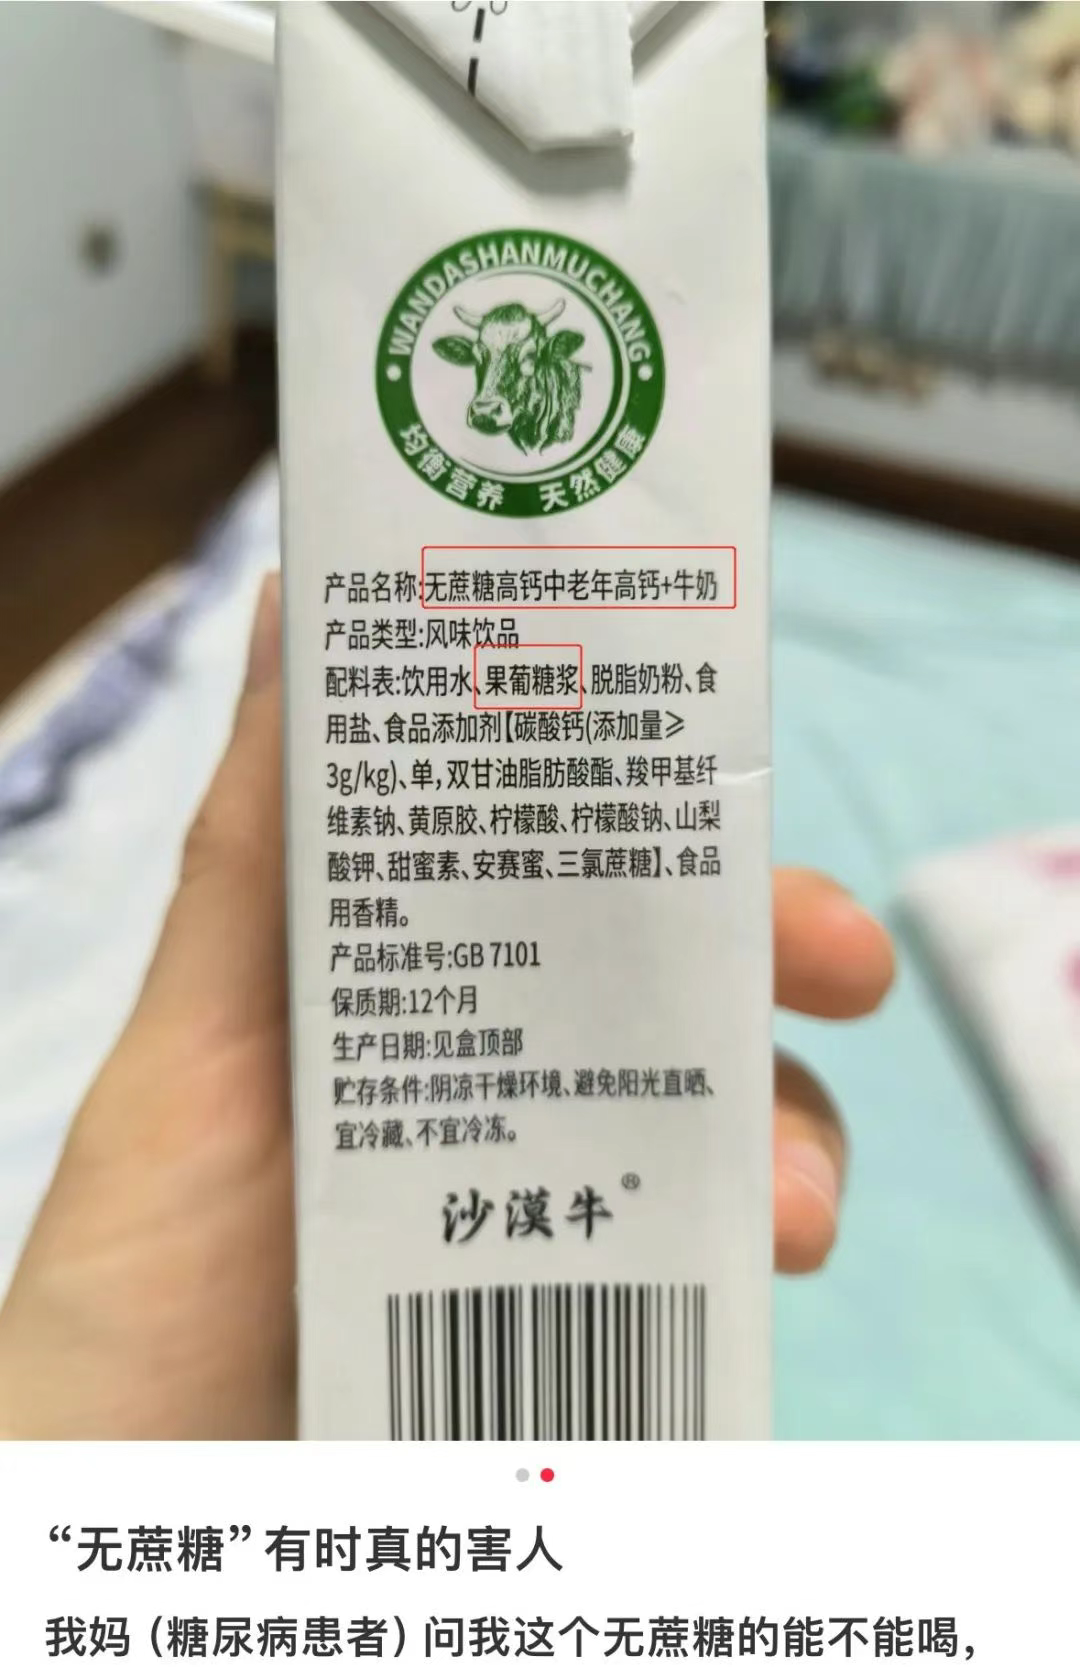 WANDASHANMUCHANG
均衡营养 天然健康
产品名称:无蔗糖高钙中老年高钙+牛奶
产品类型:风味饮品
配料表:饮用水、果葡糖浆、脱脂奶粉、食
用盐、食品添加剂【碳酸钙(添加量≥
3g/kg)、单,双甘油脂肪酸酯、羧甲基纤
维素钠、黄原胶、柠檬酸、柠檬酸钠、山梨
酸钾、甜蜜素、安赛蜜、三氯蔗糖】、食品
用香精。
产品标准号:GB 7101
保质期:12个月
生产日期:见盒顶部
贮存条件:阴凉干燥环境、避免阳光直晒、
宜冷藏、不宜冷冻。
沙漠牛®
“无蔗糖”有时真的害人
我妈（糖尿病患者）问我这个无蔗糖的能不能喝，